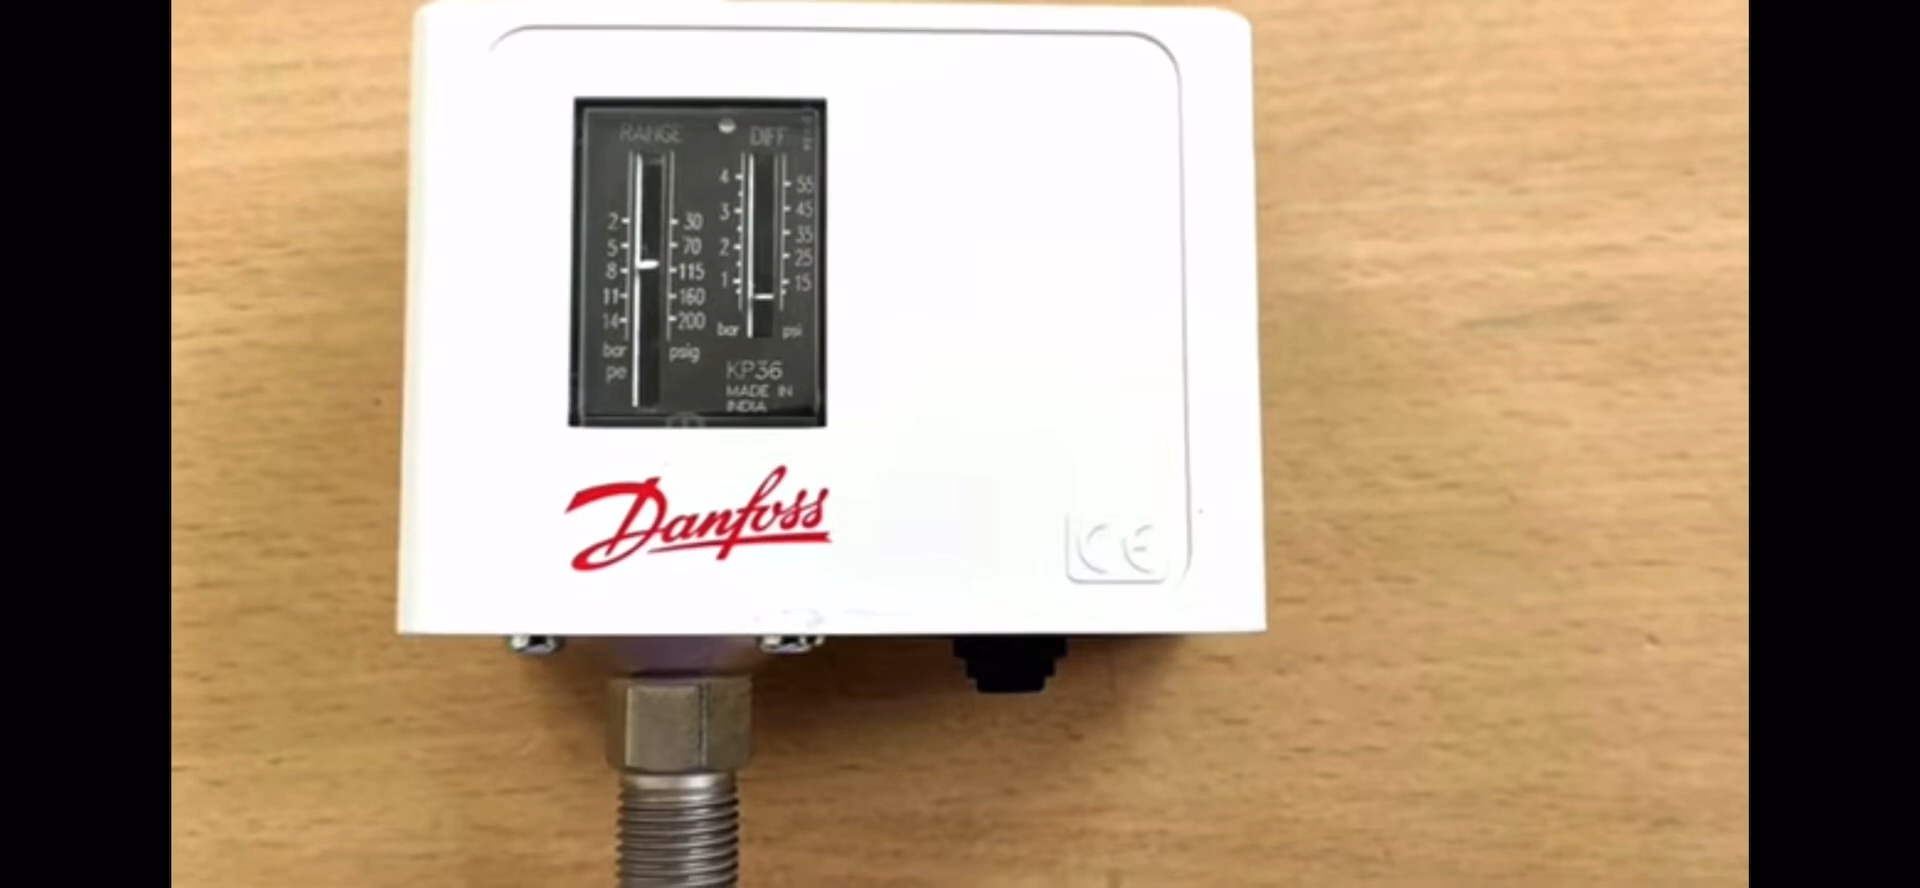 RANGE DIFF
4 55
3 45
2 30 35
5 70 2 25
8 115 1 15
11 160
14 200 bar psi
bar psig
pe KP36
MADE IN
INDIA
Danfoss
CE